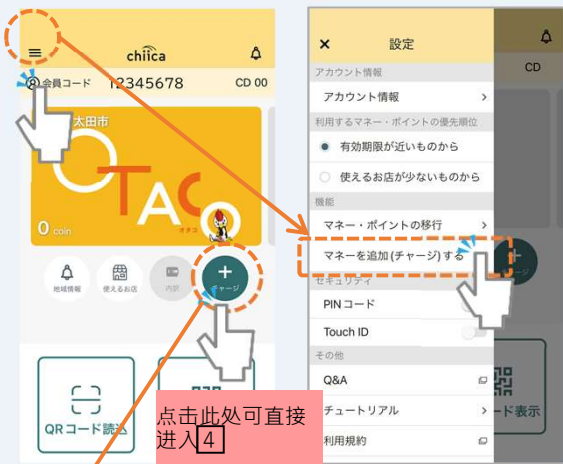 chiica
会員コード 12345678 CD 00
太田市
OTACO
オタコ
0 coin
地域情報
使えるお店
内訳
チャージ
QRコード読込
点击此处可直接
进入4
× 設定
CD
アカウント情報
アカウント情報 >
利用するマネー・ポイントの優先順位
有効期限が近いものから
使えるお店が少ないものから
機能
マネー・ポイントの移行 >
マネーを追加(チャージ)する
セキュリティ
PINコード
Touch ID
その他
Q&A
チュートリアル >
利用規約
ード表示